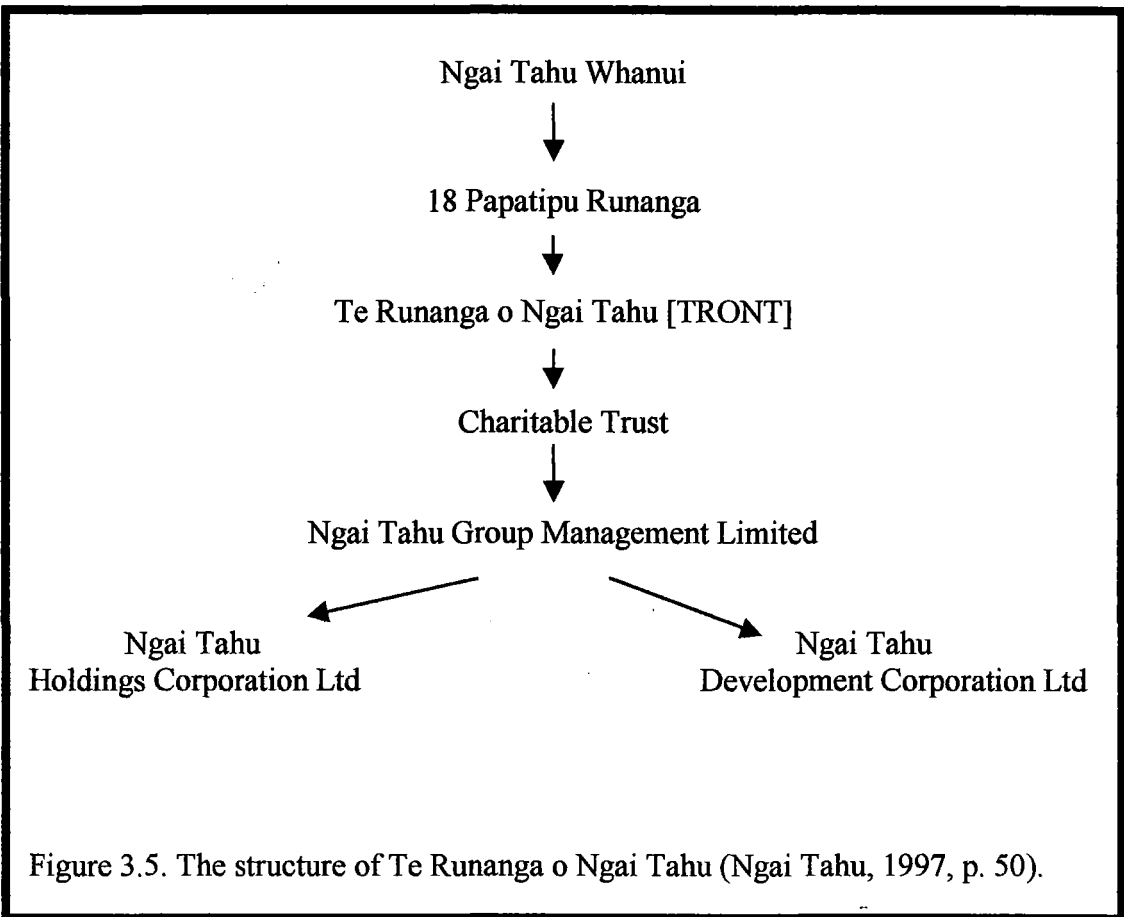 Ngai Tahu Whanui
18 Papatipu Runanga
Te Runanga o Ngai Tahu [TRONT]
Charitable Trust
Ngai Tahu Group Management Limited
Ngai Tahu
Holdings Corporation Ltd
Ngai Tahu
Development Corporation Ltd
Figure 3.5. The structure of Te Runanga o Ngai Tahu (Ngai Tahu, 1997, p. 50).